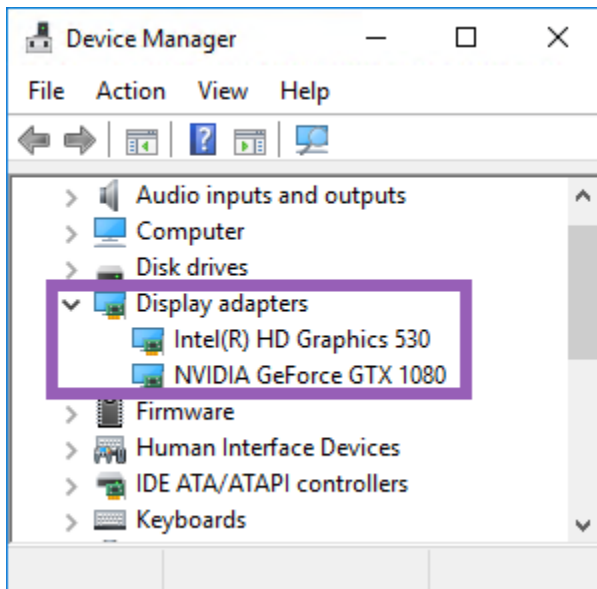 Device Manager
File Action View Help
Audio inputs and outputs
Computer
Disk drives
Display adapters
Intel(R) HD Graphics 530
NVIDIA GeForce GTX 1080
Firmware
Human Interface Devices
IDE ATA/ATAPI controllers
Keyboards